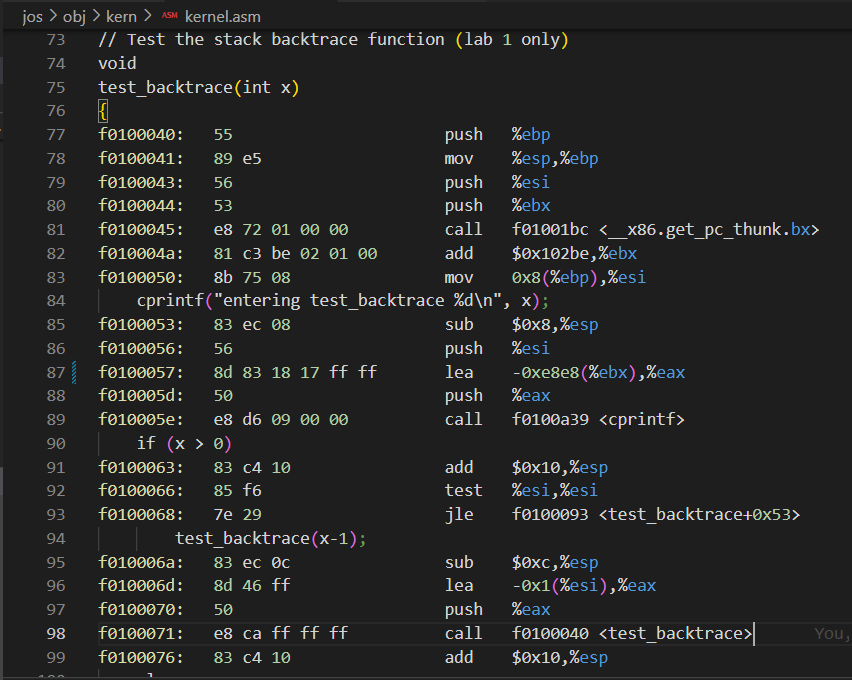 jos > obj > kern > ASM kernel.asm
73 // Test the stack backtrace function (lab 1 only)
74 void
75 test_backtrace(int x)
76 {
77 f0100040: 55 push %ebp
78 f0100041: 89 e5 mov %esp,%ebp
79 f0100043: 56 push %esi
80 f0100044: 53 push %ebx
81 f0100045: e8 72 01 00 00 call f01001bc <__x86.get_pc_thunk.bx>
82 f010004a: 81 c3 be 02 01 00 add $0x102be,%ebx
83 f0100050: 8b 75 08 mov 0x8(%ebp),%esi
84 cprintf("entering test_backtrace %d\n", x);
85 f0100053: 83 ec 08 sub $0x8,%esp
86 f0100056: 56 push %esi
87 f0100057: 8d 83 18 17 ff ff lea -0xe8e8(%ebx),%eax
88 f010005d: 50 push %eax
89 f010005e: e8 d6 09 00 00 call f0100a39 <cprintf>
90 if (x > 0)
91 f0100063: 83 c4 10 add $0x10,%esp
92 f0100066: 85 f6 test %esi,%esi
93 f0100068: 7e 29 jle f0100093 <test_backtrace+0x53>
94 test_backtrace(x-1);
95 f010006a: 83 ec 0c sub $0xc,%esp
96 f010006d: 8d 46 ff lea -0x1(%esi),%eax
97 f0100070: 50 push %eax
98 f0100071: e8 ca ff ff ff call f0100040 <test_backtrace> You,
99 f0100076: 83 c4 10 add $0x10,%esp